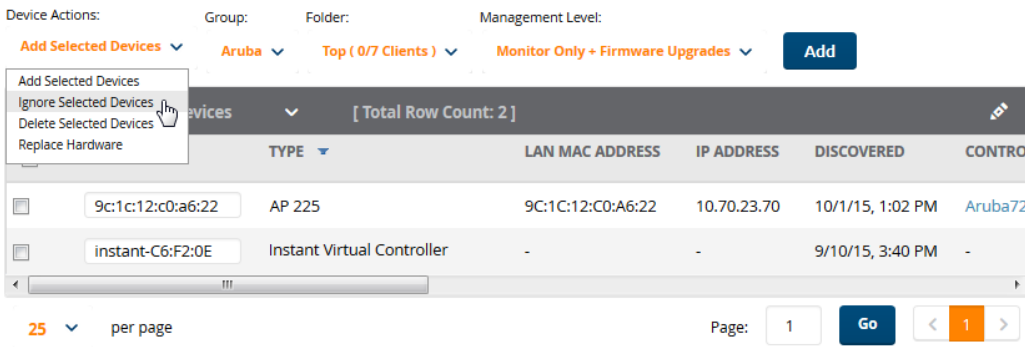 Device Actions: Group: Folder: Management Level:
Add Selected Devices Aruba Top ( 0/7 Clients ) Monitor Only + Firmware Upgrades Add
Add Selected Devices
Ignore Selected Devices
Delete Selected Devices
Replace Hardware
evices [ Total Row Count: 2 ]
TYPE LAN MAC ADDRESS IP ADDRESS DISCOVERED CONTRO
9c:1c:12:c0:a6:22 AP 225 9C:1C:12:C0:A6:22 10.70.23.70 10/1/15, 1:02 PM Aruba72
instant-C6:F2:0E Instant Virtual Controller - - 9/10/15, 3:40 PM -
25 per page Page: 1 Go < 1 >